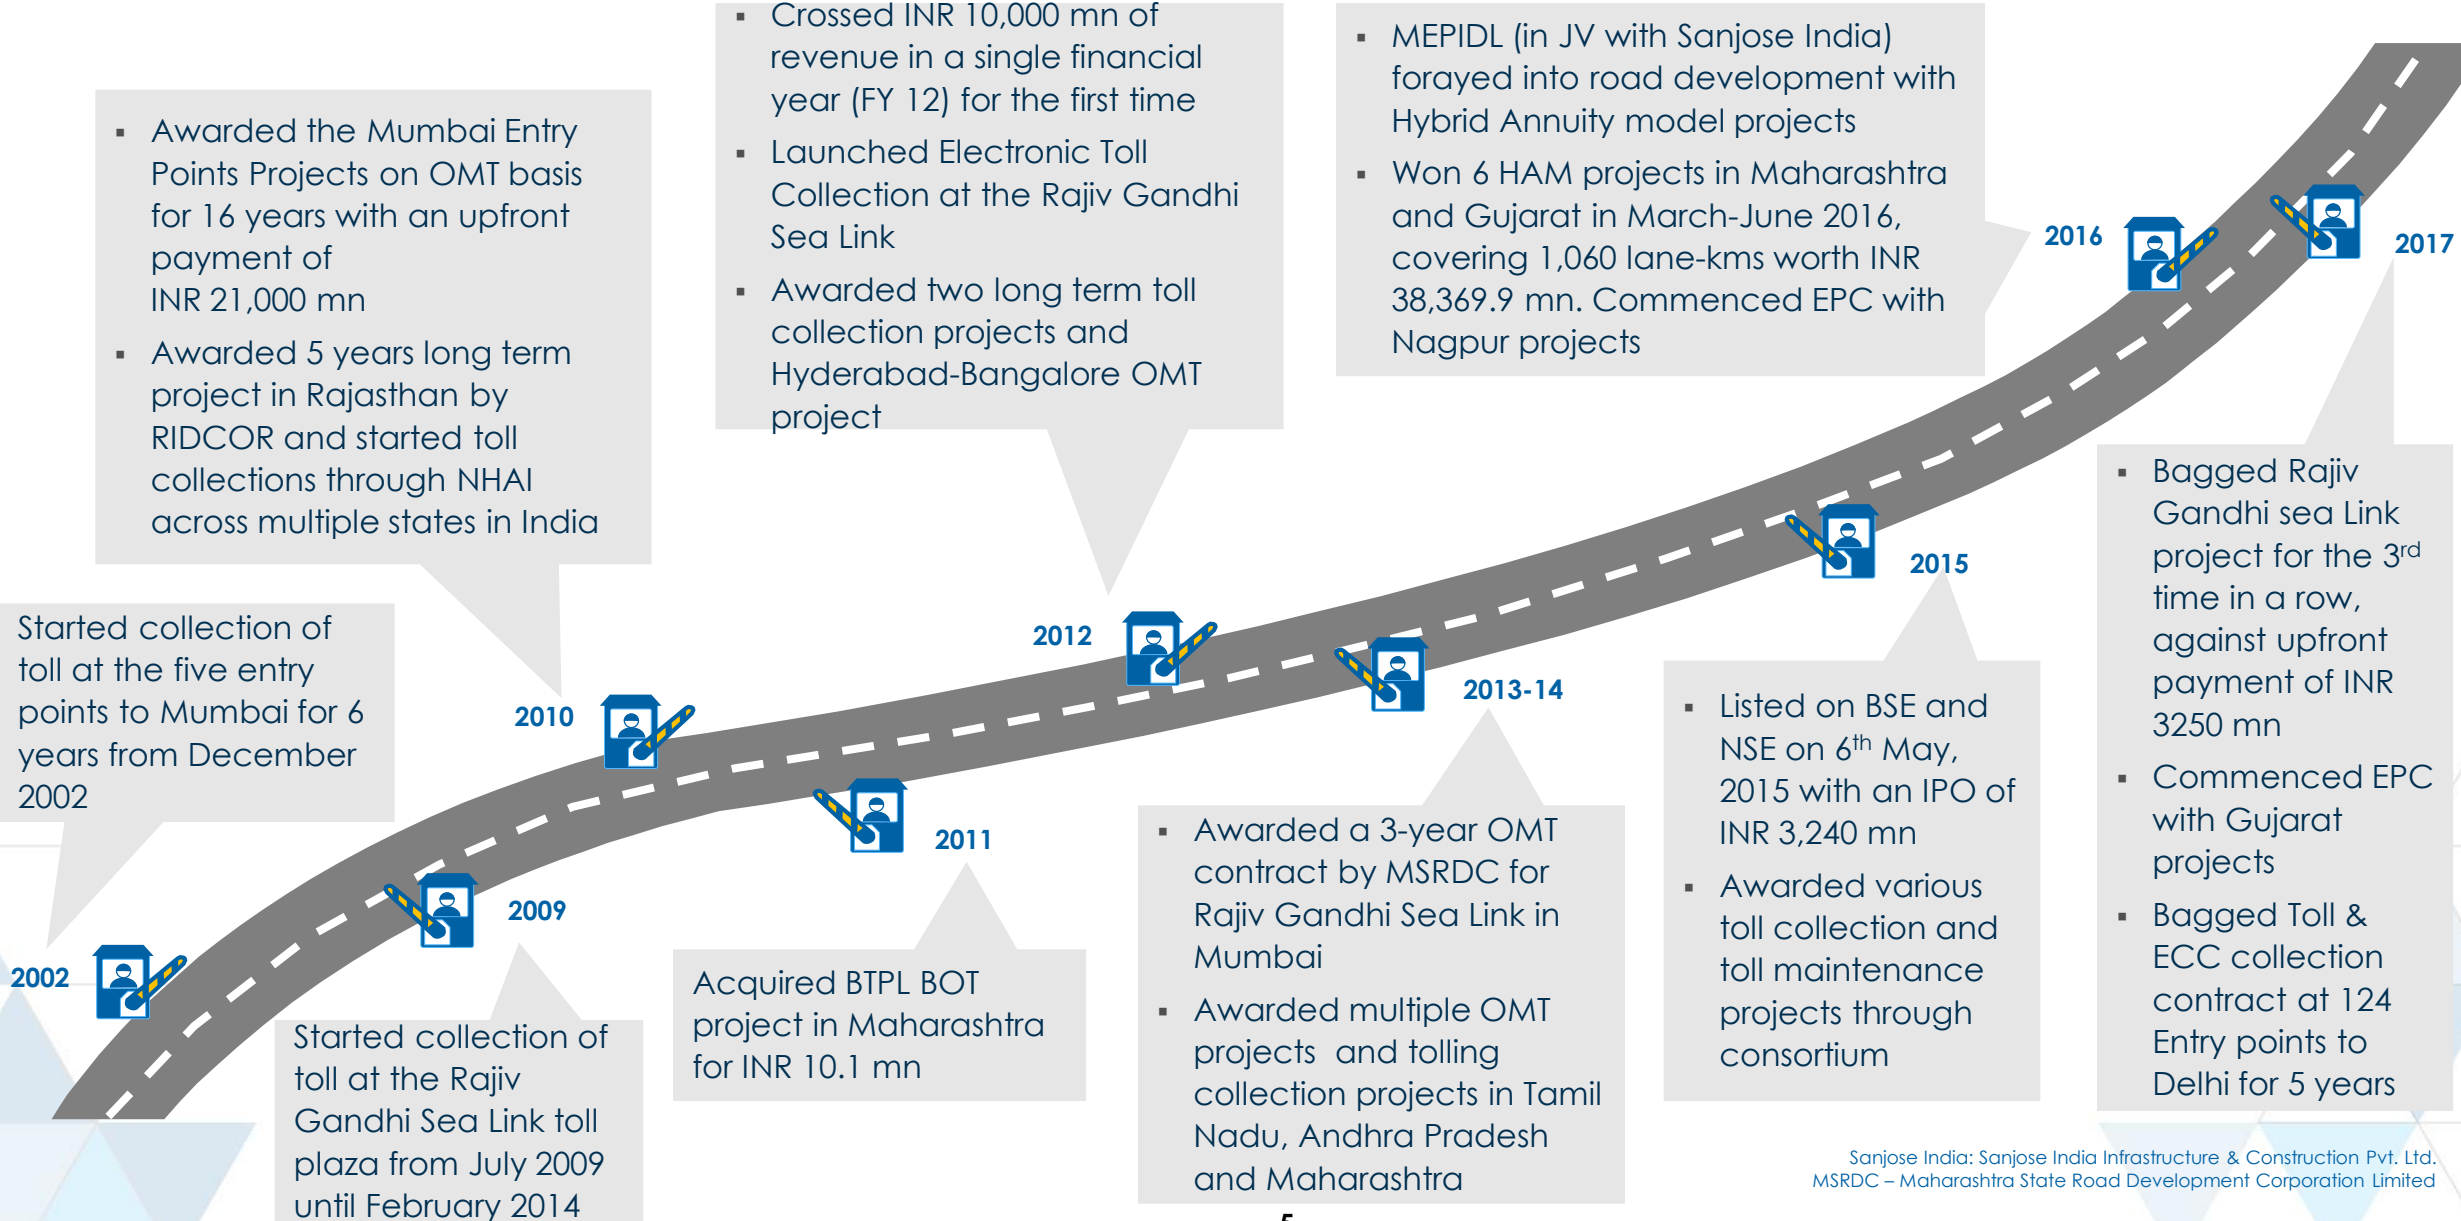 ▪ Crossed INR 10,000 mn of
revenue in a single financial
year (FY 12) for the first time
▪ Launched Electronic Toll
Collection at the Rajiv Gandhi
Sea Link
▪ Awarded two long term toll
collection projects and
Hyderabad-Bangalore OMT
project
▪ MEPIDL (in JV with Sanjose India)
forayed into road development with
Hybrid Annuity model projects
▪ Won 6 HAM projects in Maharashtra
and Gujarat in March-June 2016,
covering 1,060 lane-kms worth INR
38,369.9 mn. Commenced EPC with
Nagpur projects
▪ Awarded the Mumbai Entry
Points Projects on OMT basis
for 16 years with an upfront
payment of
INR 21,000 mn
▪ Awarded 5 years long term
project in Rajasthan by
RIDCOR and started toll
collections through NHAI
across multiple states in India
2016
2017
Started collection of
toll at the five entry
points to Mumbai for 6
years from December
2002
▪ Bagged Rajiv
Gandhi sea Link
project for the 3rd
time in a row,
against upfront
payment of INR
3250 mn
▪ Commenced EPC
with Gujarat
projects
▪ Bagged Toll &
ECC collection
contract at 124
Entry points to
Delhi for 5 years
2015
2012
2013-14
2010
2011
2009
2002
▪ Listed on BSE and
NSE on 6th May,
2015 with an IPO of
INR 3,240 mn
▪ Awarded various
toll collection and
toll maintenance
projects through
consortium
▪ Awarded a 3-year OMT
contract by MSRDC for
Rajiv Gandhi Sea Link in
Mumbai
▪ Awarded multiple OMT
projects and tolling
collection projects in Tamil
Nadu, Andhra Pradesh
and Maharashtra
Acquired BTPL BOT
project in Maharashtra
for INR 10.1 mn
Started collection of
toll at the Rajiv
Gandhi Sea Link toll
plaza from July 2009
until February 2014
Sanjose India: Sanjose India Infrastructure & Construction Pvt. Ltd.
MSRDC – Maharashtra State Road Development Corporation Limited
5